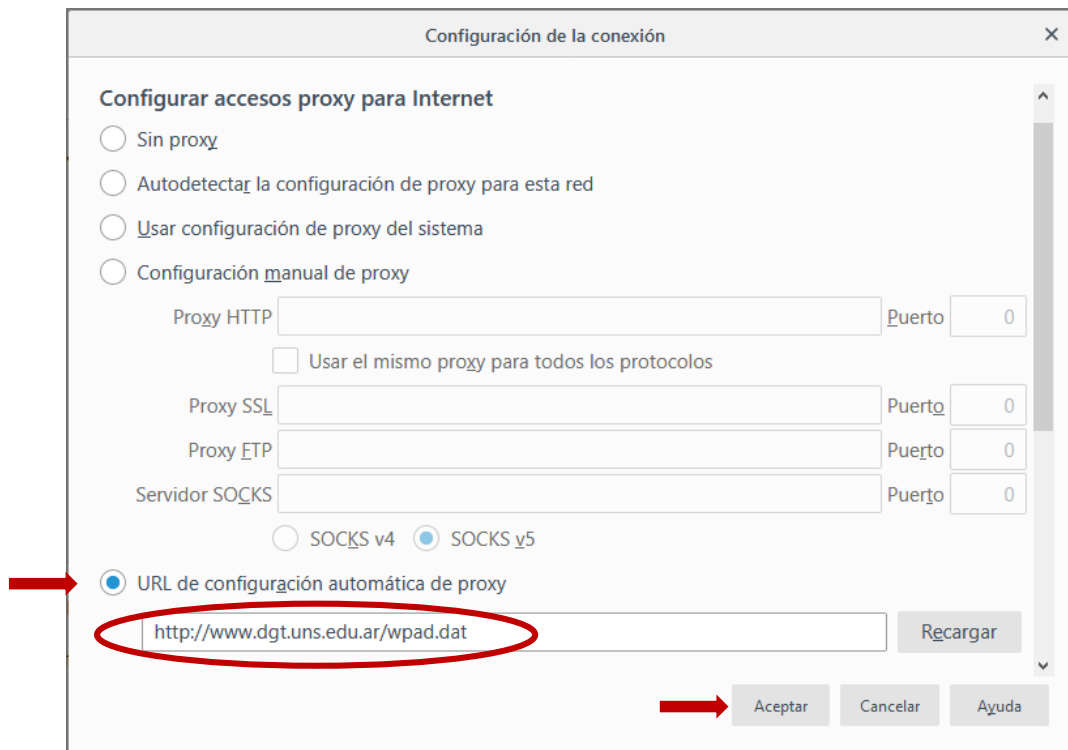 Configuración de la conexión
Configurar accesos proxy para Internet
Sin proxy
Autodetectar la configuración de proxy para esta red
Usar configuración de proxy del sistema
Configuración manual de proxy
Proxy HTTP Puerto 0
Usar el mismo proxy para todos los protocolos
Proxy SSL Puerto 0
Proxy FTP Puerto 0
Servidor SOCKS Puerto 0
SOCKS v4 SOCKS v5
URL de configuración automática de proxy
http://www.dgt.uns.edu.ar/wpad.dat Recargar
Aceptar Cancelar Ayuda